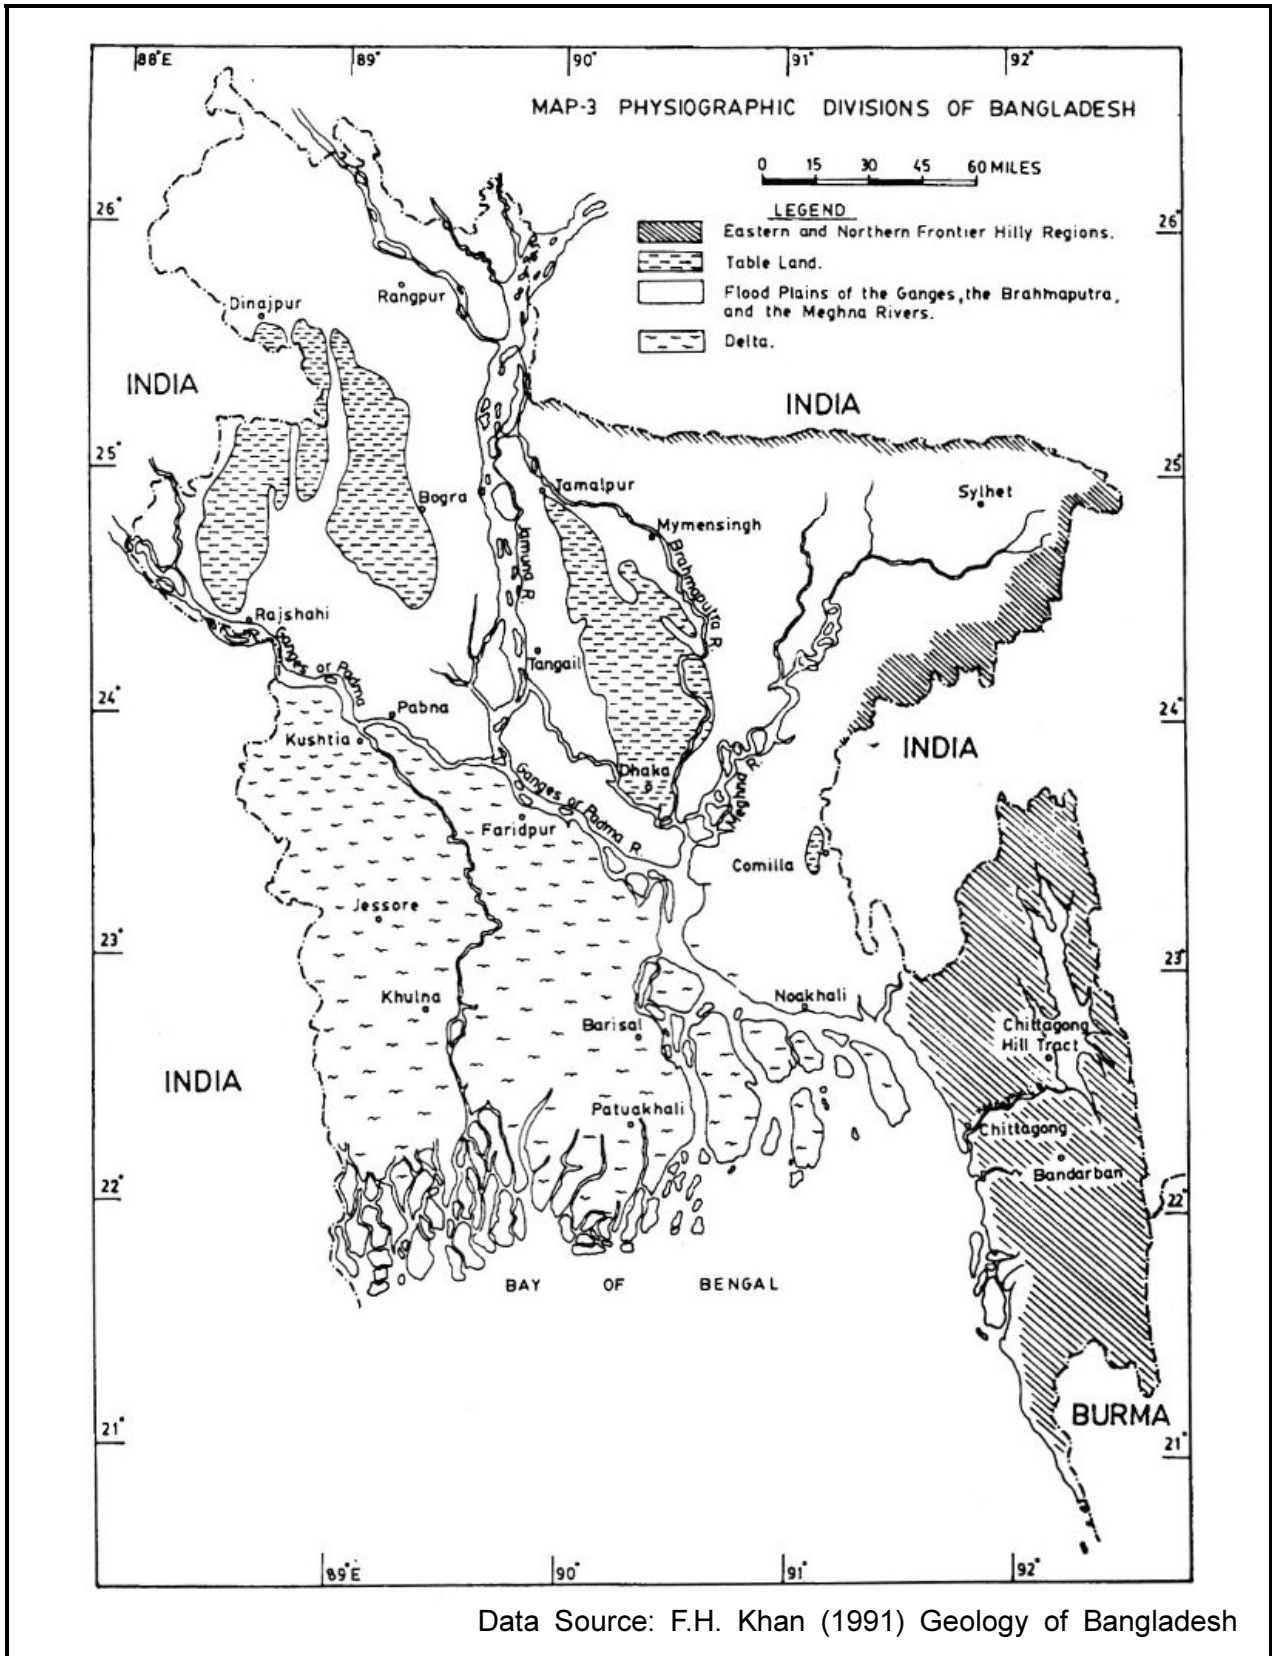 88°E 89° 90° 91° 92°
MAP-3 PHYSIOGRAPHIC DIVISIONS OF BANGLADESH
0 15 30 45 60 MILES
LEGEND
Eastern and Northern Frontier Hilly Regions.
Table Land.
Flood Plains of the Ganges, the Brahmaputra,
and the Meghna Rivers.
Delta.
26° 26°
Dinajpur
Rangpur
INDIA
INDIA
25° 25°
Bogra
Jamalpur
Sylhet
Mymensingh
Jamuna R.
Brahmaputra R.
Rajshahi
Ganges or Padma
Tangail
24° 24°
Pabna
Kushtia
INDIA
Dhaka
Ganges or Padma R.
Meghna R.
Faridpur
Comilla
Jessore
23° 23°
Khulna
Noakhali
Barisal
Chittagong
Hill Tract
INDIA
Patuakhali
Chittagong
Bandarban
22° 22°
BAY OF BENGAL
BURMA
21° 21°
89°E 90° 91° 92°
Data Source: F.H. Khan (1991) Geology of Bangladesh